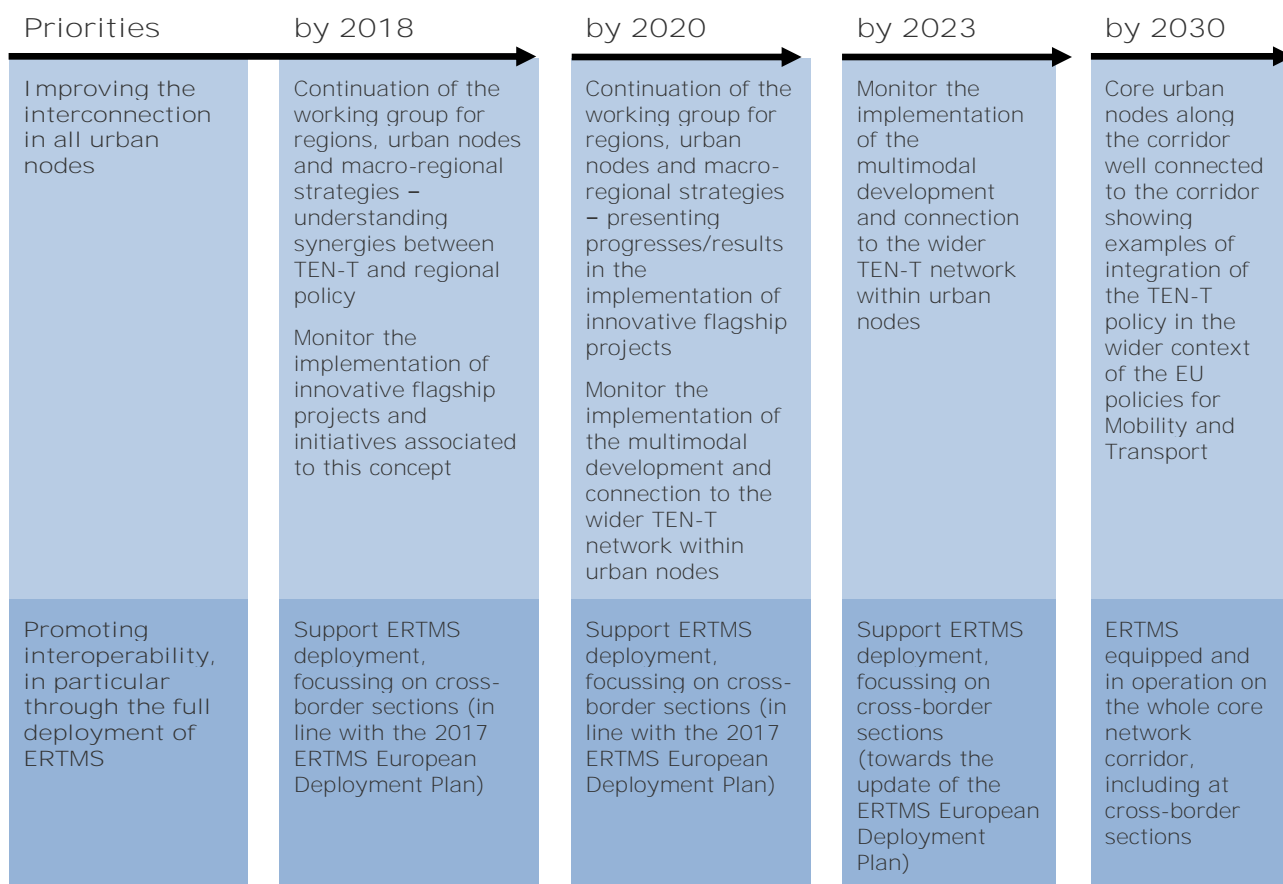 Priorities
by 2018
by 2020
by 2023
by 2030
Improving the
interconnection
in all urban
nodes
Continuation of the
working group for
regions, urban nodes
and macro-regional
strategies –
understanding
synergies between
TEN-T and regional
policy
Monitor the
implementation of
innovative flagship
projects and
initiatives associated
to this concept
Continuation of the
working group for
regions, urban
nodes and macro-
regional strategies
– presenting
progresses/results
in the
implementation of
innovative flagship
projects
Monitor the
implementation of
the multimodal
development and
connection to the
wider TEN-T
network within
urban nodes
Monitor the
implementation
of the
multimodal
development
and connection
to the wider
TEN-T network
within urban
nodes
Core urban
nodes along
the corridor
well connected
to the corridor
showing
examples of
integration of
the TEN-T
policy in the
wider context
of the EU
policies for
Mobility and
Transport
Promoting
interoperability,
in particular
through the full
deployment of
ERTMS
Support ERTMS
deployment,
focussing on cross-
border sections (in
line with the 2017
ERTMS European
Deployment Plan)
Support ERTMS
deployment,
focussing on cross-
border sections (in
line with the 2017
ERTMS European
Deployment Plan)
Support ERTMS
deployment,
focussing on
cross-border
sections
(towards the
update of the
ERTMS European
Deployment
Plan)
ERTMS
equipped and
in operation on
the whole core
network
corridor,
including at
cross-border
sections